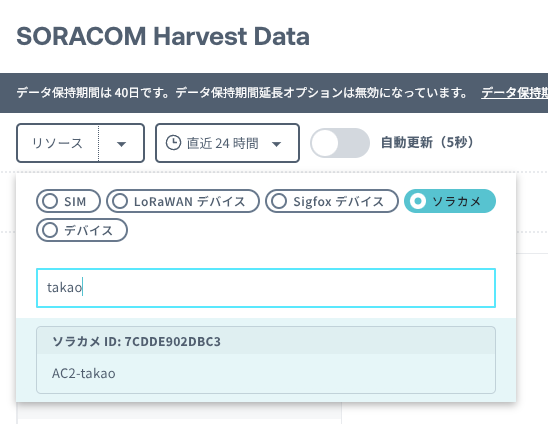 SORACOM Harvest Data
データ保持期間は 40日です。データ保持期間延長オプションは無効になっています。 データ保持期
リソース 直近 24 時間 自動更新（5秒）
SIM LoRaWAN デバイス Sigfox デバイス ソラカメ
デバイス
takao
ソラカメ ID: 7CDDE902DBC3
AC2-takao